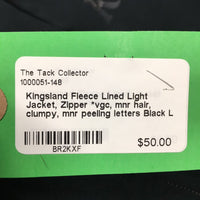 The Tack Collector
1000051-148
Kingsland Fleece Lined Light
Jacket, Zipper *vgc, mnr hair,
clumpy, mnr peeling letters Black L
$50.00
BR2KXF